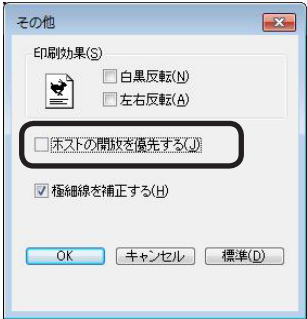 その他
印刷効果(S)
白黒反転(N)
左右反転(A)
ホストの開放を優先する(J)
極細線を補正する(H)
OK キャンセル 標準(D)